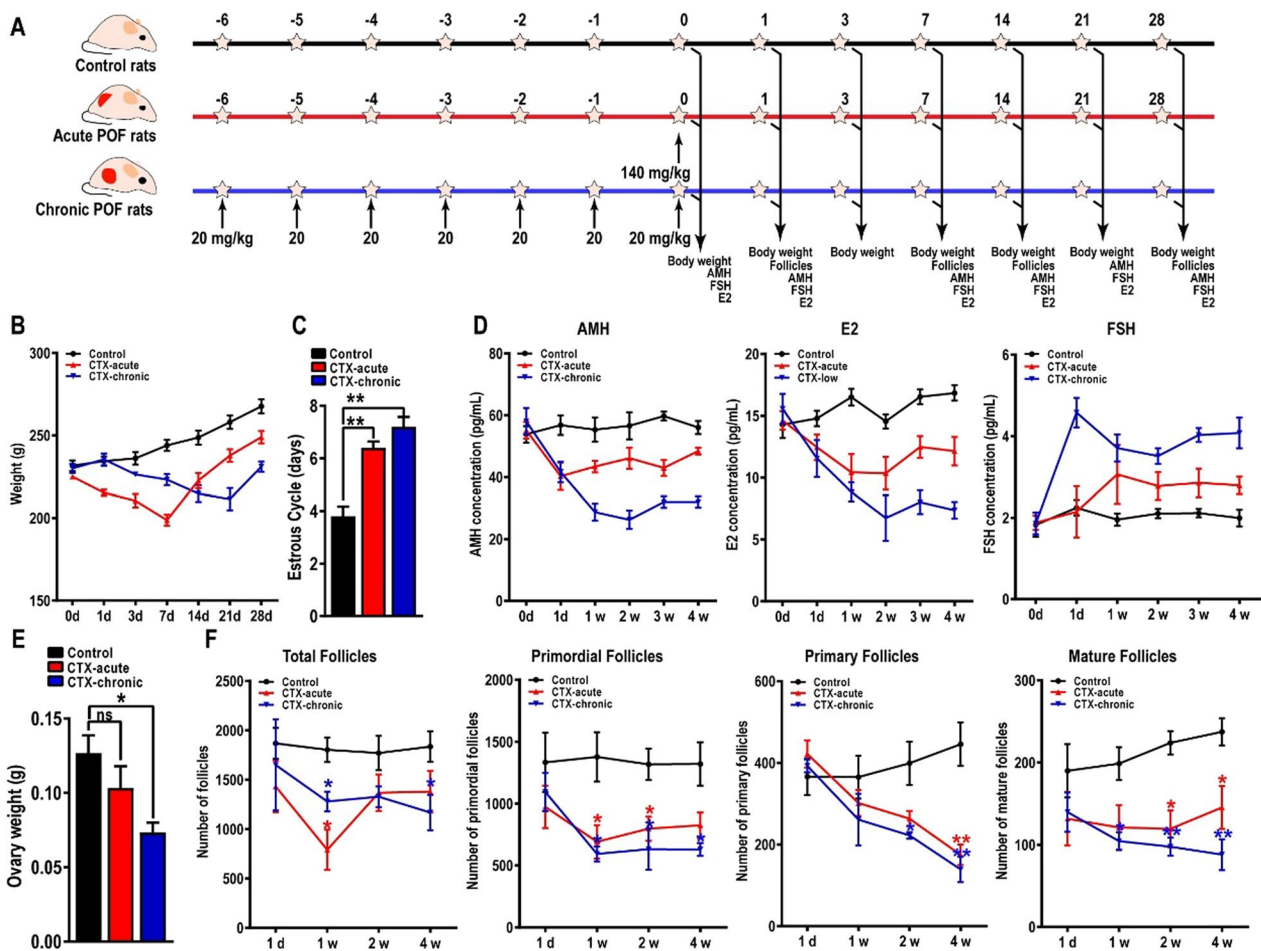 A
Control rats
-6 -5 -4 -3 -2 -1 0 1 3 7 14 21 28
Acute POF rats
-6 -5 -4 -3 -2 -1 0 1 3 7 14 21 28
140 mg/kg
Chronic POF rats
20 mg/kg 20 20 20 20 20 20 mg/kg
Body weight
AMH
FSH
E2
Body weight
Follicles
AMH
FSH
E2
Body weight
Body weight
Follicles
AMH
FSH
E2
Body weight
Follicles
AMH
FSH
E2
Body weight
AMH
FSH
E2
Body weight
Follicles
AMH
FSH
E2
B
Control
CTX-acute
CTX-chronic
Weight (g)
300
250
200
150
0d 1d 3d 7d 14d 21d 28d
C
Control
CTX-acute
CTX-chronic
**
**
Estrous Cycle (days)
8
6
4
2
0
D
AMH
Control
CTX-acute
CTX-chronic
AMH concentration (pg/mL)
80
60
40
20
0
0d 1d 1 w 2 w 3 w 4 w
E2
Control
CTX-acute
CTX-low
E2 concentration (pg/mL)
20
15
10
5
0
0d 1d 1 w 2 w 3 w 4 w
FSH
Control
CTX-acute
CTX-chronic
FSH concentration (pg/mL)
6
4
2
0
0d 1d 1 w 2 w 3 w 4 w
E
Control
CTX-acute
CTX-chronic
*
ns
Ovary weight (g)
0.15
0.10
0.05
0.00
F
Total Follicles
Control
CTX-acute
CTX-chronic
Number of follicles
2500
2000
1500
1000
500
0
* * *
1 d 1 w 2 w 4 w
Primordial Follicles
Control
CTX-acute
CTX-chronic
Number of primordial follicles
2000
1500
1000
500
0
* *
* * *
1 d 1 w 2 w 4 w
Primary Follicles
Control
CTX-acute
CTX-chronic
Number of primary follicles
600
400
200
0
**
* **
1 d 1 w 2 w 4 w
Mature Follicles
Control
CTX-acute
CTX-chronic
Number of mature follicles
300
200
100
0
* *
* ** **
1 d 1 w 2 w 4 w